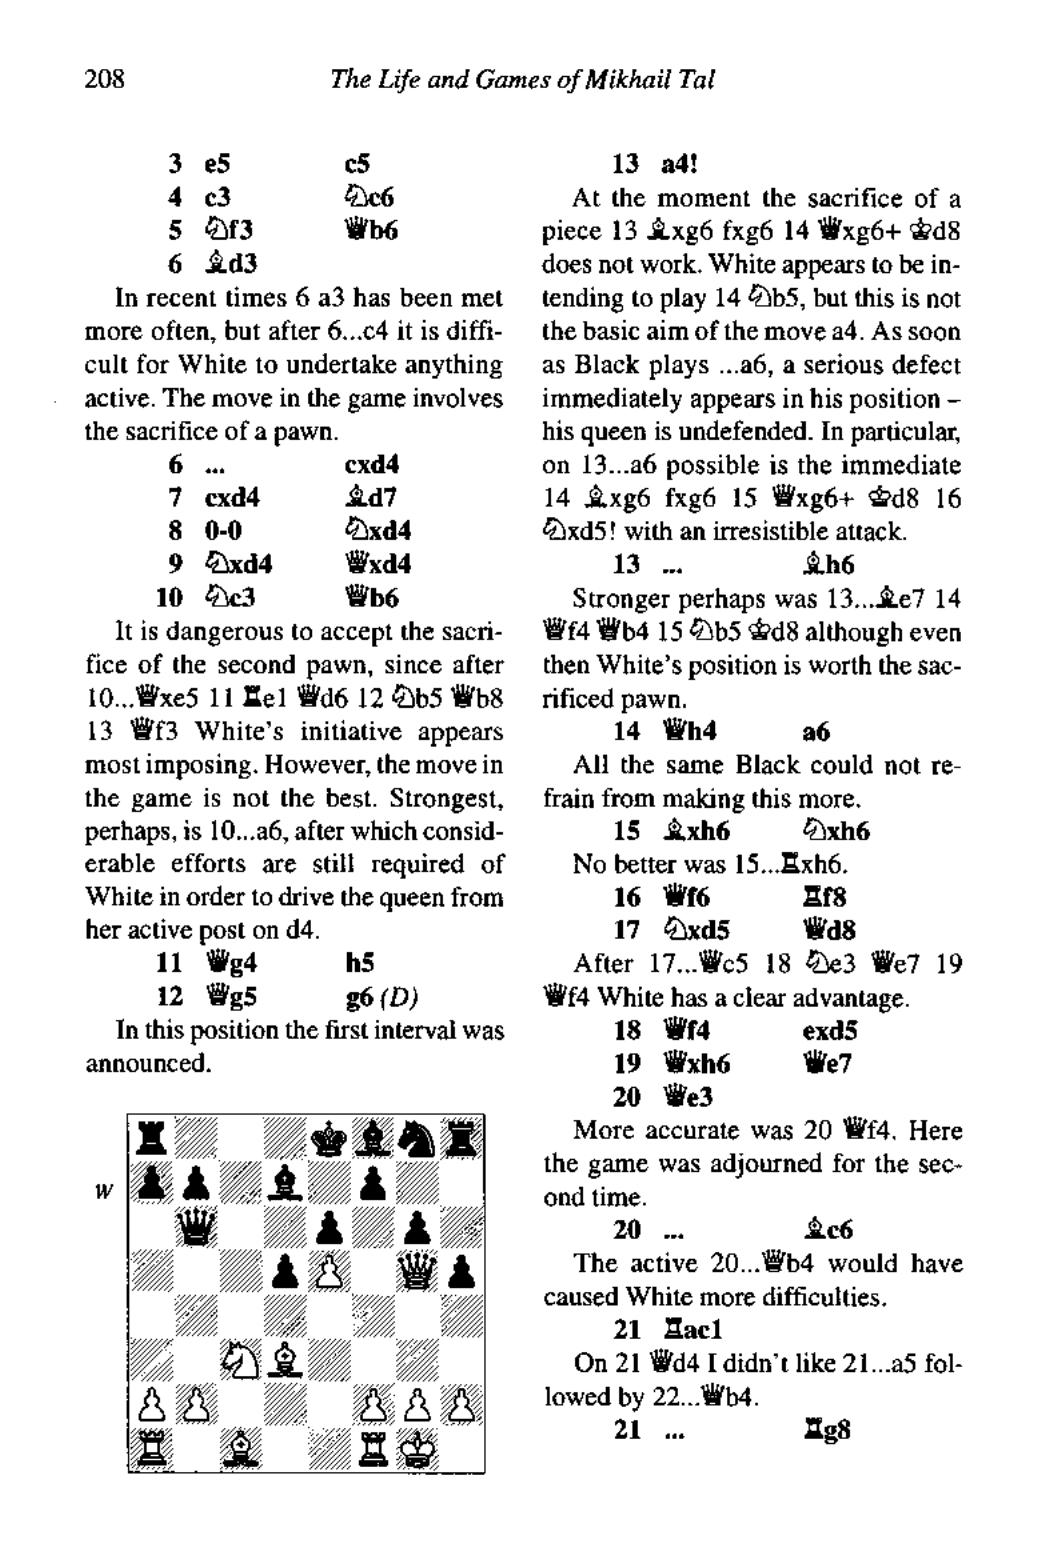 208
The Life and Games of Mikhail Tal
3 e5 c5
4 c3 ♘c6
5 ♘f3 ♛b6
6 ♗d3
In recent times 6 a3 has been met
more often, but after 6...c4 it is diffi-
cult for White to undertake anything
active. The move in the game involves
the sacrifice of a pawn.
6 ... cxd4
7 cxd4 ♗d7
8 0-0 ♘xd4
9 ♘xd4 ♛xd4
10 ♘c3 ♛b6
It is dangerous to accept the sacri-
fice of the second pawn, since after
10...♛xe5 11 ♖e1 ♛d6 12 ♘b5 ♛b8
13 ♛f3 White's initiative appears
most imposing. However, the move in
the game is not the best. Strongest,
perhaps, is 10...a6, after which consid-
erable efforts are still required of
White in order to drive the queen from
her active post on d4.
11 ♛g4 h5
12 ♛g5 g6 (D)
In this position the first interval was
announced.
W
13 a4!
At the moment the sacrifice of a
piece 13 ♗xg6 fxg6 14 ♛xg6+ ♔d8
does not work. White appears to be in-
tending to play 14 ♘b5, but this is not
the basic aim of the move a4. As soon
as Black plays ...a6, a serious defect
immediately appears in his position –
his queen is undefended. In particular,
on 13...a6 possible is the immediate
14 ♗xg6 fxg6 15 ♛xg6+ ♔d8 16
♘xd5! with an irresistible attack.
13 ... ♗h6
Stronger perhaps was 13...♗e7 14
♛f4 ♛b4 15 ♘b5 ♔d8 although even
then White's position is worth the sac-
rificed pawn.
14 ♛h4 a6
All the same Black could not re-
frain from making this more.
15 ♗xh6 ♘xh6
No better was 15...♖xh6.
16 ♛f6 ♖f8
17 ♘xd5 ♛d8
After 17...♛c5 18 ♘e3 ♛e7 19
♛f4 White has a clear advantage.
18 ♛f4 exd5
19 ♛xh6 ♛e7
20 ♛e3
More accurate was 20 ♛f4. Here
the game was adjourned for the sec-
ond time.
20 ... ♗c6
The active 20...♛b4 would have
caused White more difficulties.
21 ♖ac1
On 21 ♛d4 I didn't like 21...a5 fol-
lowed by 22...♛b4.
21 ... ♖g8